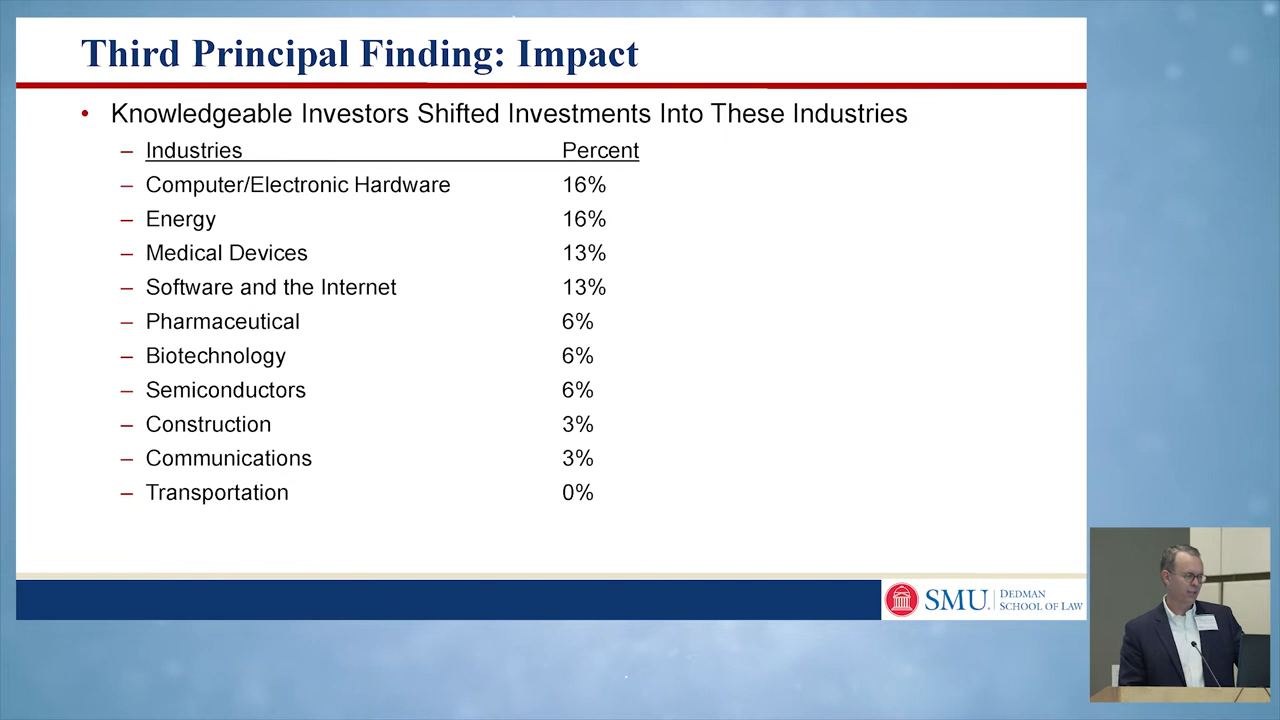 Third Principal Finding: Impact
• Knowledgeable Investors Shifted Investments Into These Industries
– Industries Percent
– Computer/Electronic Hardware 16%
– Energy 16%
– Medical Devices 13%
– Software and the Internet 13%
– Pharmaceutical 6%
– Biotechnology 6%
– Semiconductors 6%
– Construction 3%
– Communications 3%
– Transportation 0%
SMU. DEDMAN
SCHOOL OF LAW